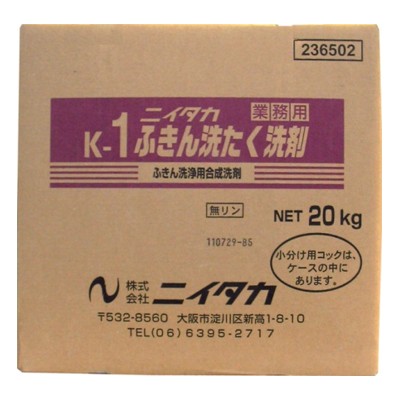 236502
ニイタカ 業務用
K-1ふきん洗たく洗剤
ふきん洗浄用合成洗剤
無リン
NET 20kg
110729-85
小分け用コックは、
ケースの中に
あります。
株式会社 ニイタカ
〒532-8560 大阪市淀川区新高1-8-10
TEL(06)6395-2717